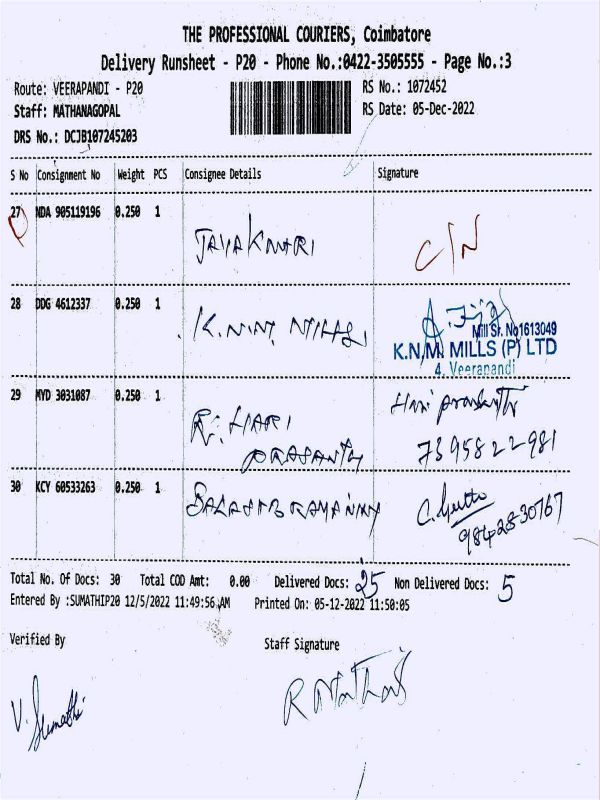 THE PROFESSIONAL COURIERS, Coimbatore
Delivery Runsheet - P20 - Phone No.:0422-3505555 - Page No.:3
Route: VEERAPANDI - P20 RS No.: 1072452
Staff: MATHANAGOPAL RS Date: 05-Dec-2022
DRS No.: DCJB107245203
S No Consignment No Weight PCS Consignee Details Signature
27 NDA 905119196 0.250 1
JAYAKMARI C/N
28 DDG 4612337 0.250 1
K.N.M. Mill Sr. No1613049
K.N.M. MILLS (P) LTD
4. Veerapandi
29 MYD 3031087 0.250 1
R. HARI Hari prasanth
PRASANTH 7395822981
30 KCY 60533263 0.250 1
9842830767
Total No. Of Docs: 30 Total COD Amt: 0.00 Delivered Docs: 25 Non Delivered Docs: 5
Entered By :SUMATHIP20 12/5/2022 11:49:56 AM Printed On: 05-12-2022 11:50:05
Verified By Staff Signature
V. Sumathi